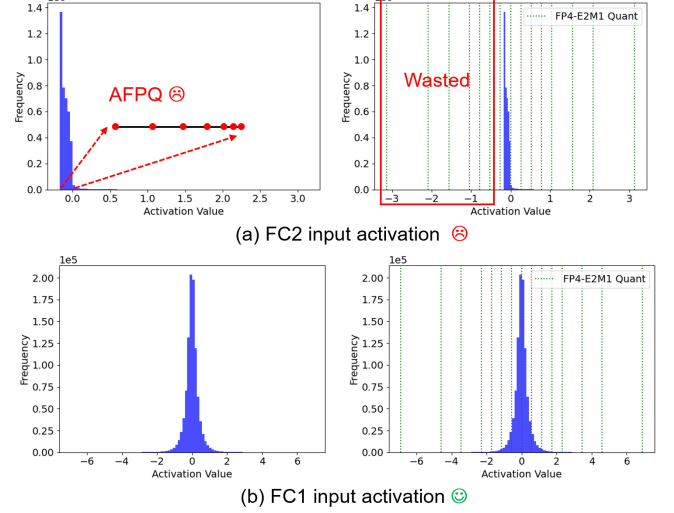 1.4
1.2
1.0
0.8
0.6
0.4
0.2
0.0
Frequency
AFPQ ☹
0.0 0.5 1.0 1.5 2.0 2.5 3.0
Activation Value
1.4
1.2
1.0
0.8
0.6
0.4
0.2
0.0
Frequency
FP4-E2M1 Quant
Wasted
−3 −2 −1 0 1 2 3
Activation Value
(a) FC2 input activation ☹
1e5
2.00
1.75
1.50
1.25
1.00
0.75
0.50
0.25
0.00
Frequency
−6 −4 −2 0 2 4 6
Activation Value
1e5
2.00
1.75
1.50
1.25
1.00
0.75
0.50
0.25
0.00
Frequency
FP4-E2M1 Quant
−6 −4 −2 0 2 4 6
Activation Value
(b) FC1 input activation ☺